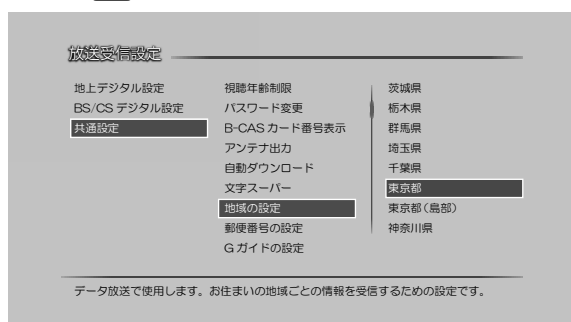 放送受信設定
地上デジタル設定
BS/CS デジタル設定
共通設定
視聴年齢制限
パスワード変更
B-CAS カード番号表示
アンテナ出力
自動ダウンロード
文字スーパー
地域の設定
郵便番号の設定
G ガイドの設定
茨城県
栃木県
群馬県
埼玉県
千葉県
東京都
東京都(島部)
神奈川県
データ放送で使用します。お住まいの地域ごとの情報を受信するための設定です。